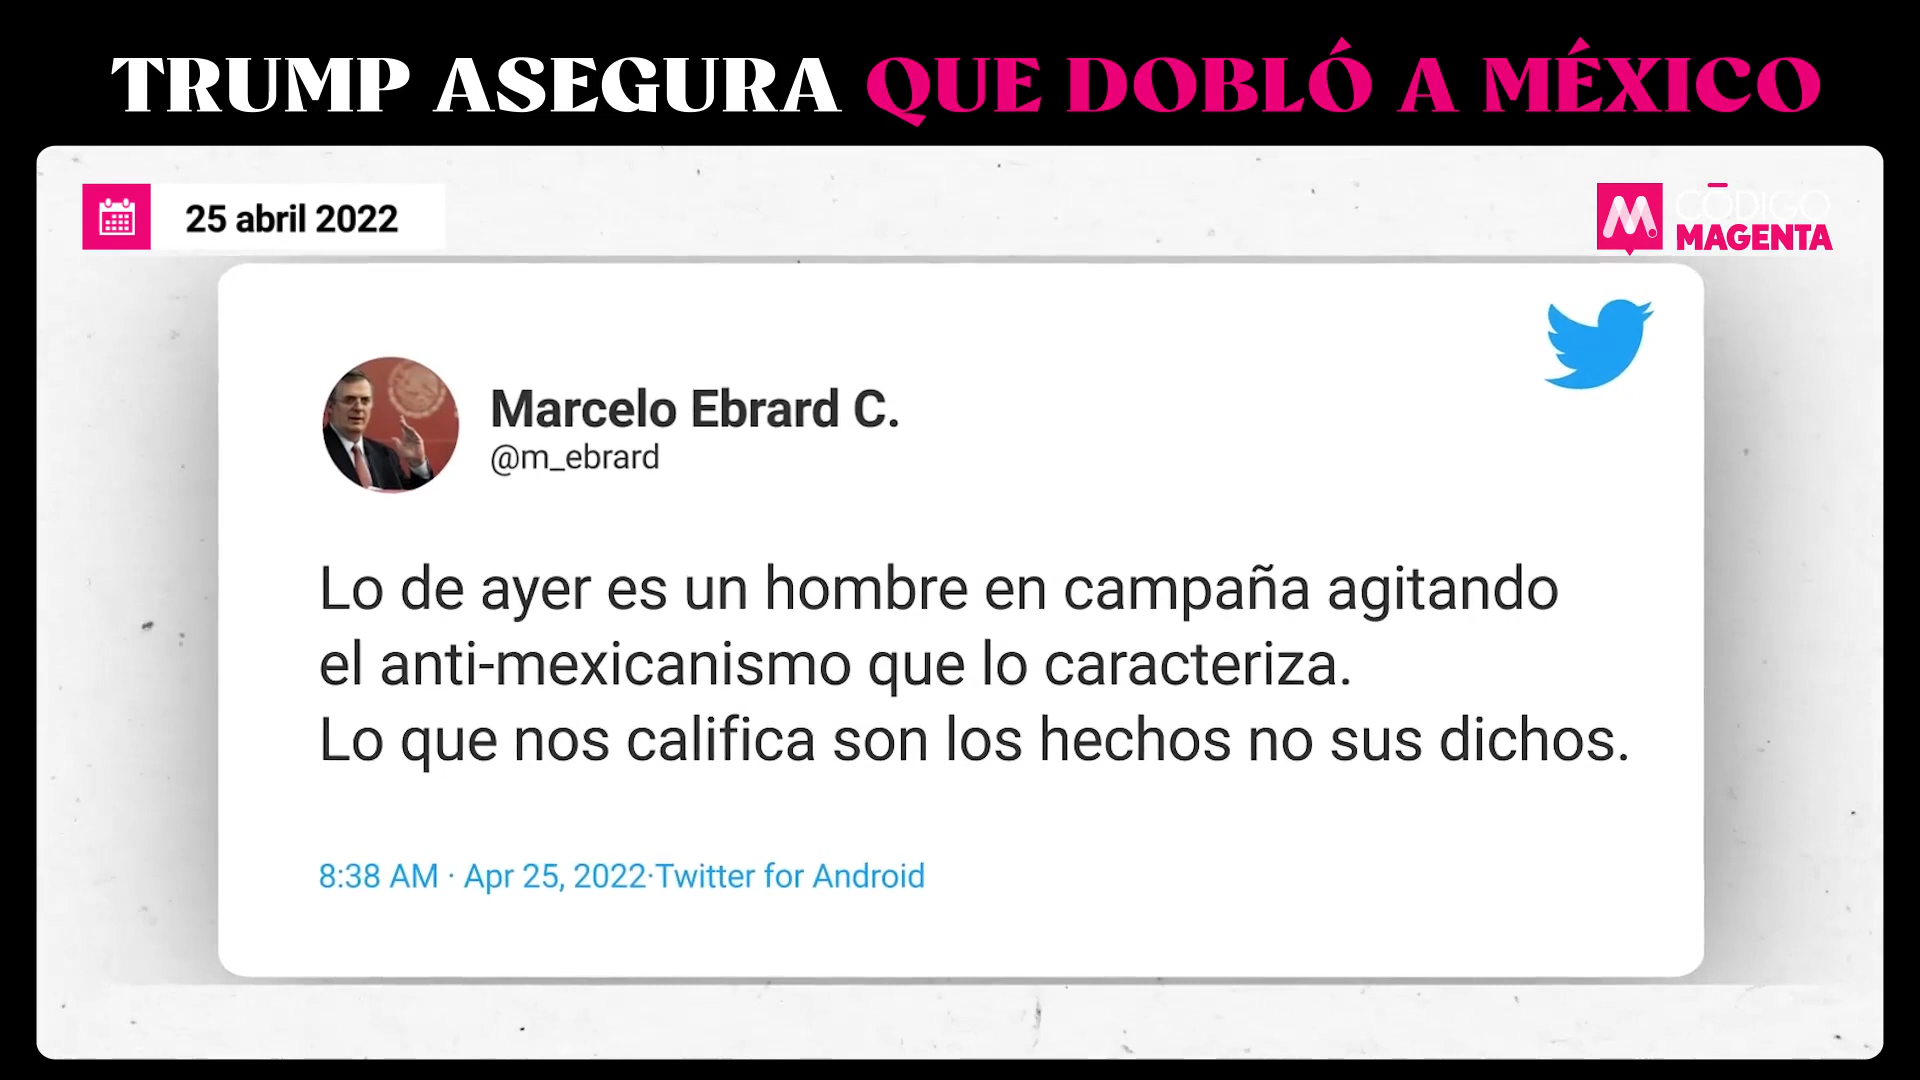 TRUMP ASEGURA QUE DOBLÓ A MÉXICO
25 abril 2022
CÓDIGO
MAGENTA
Marcelo Ebrard C.
@m_ebrard
Lo de ayer es un hombre en campaña agitando
el anti-mexicanismo que lo caracteriza.
Lo que nos califica son los hechos no sus dichos.
8:38 AM · Apr 25, 2022·Twitter for Android